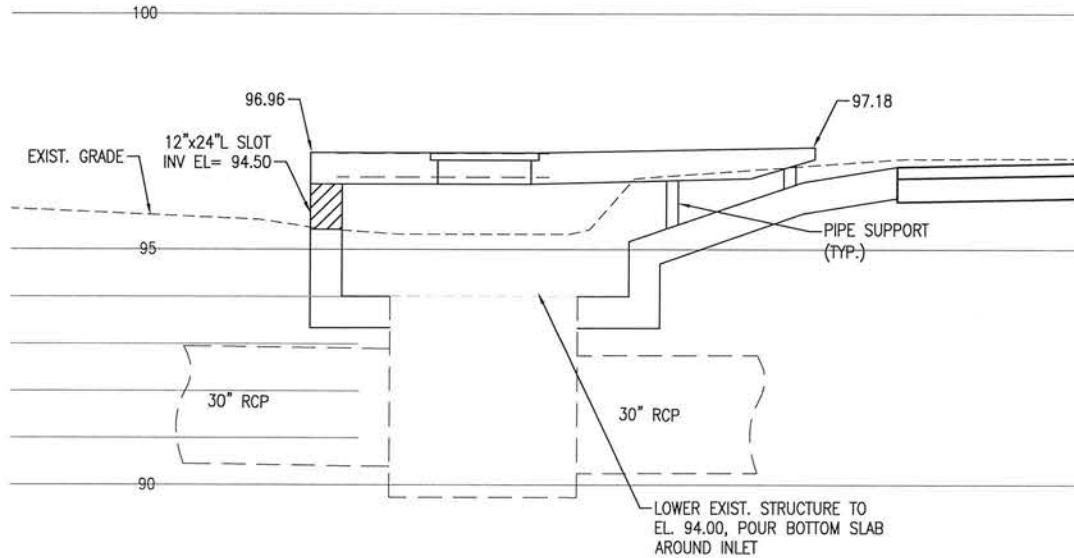 100
96.96
97.18
12"x24"L SLOT
INV EL= 94.50
EXIST. GRADE
PIPE SUPPORT
(TYP.)
95
30" RCP
30" RCP
90
LOWER EXIST. STRUCTURE TO
EL. 94.00, POUR BOTTOM SLAB
AROUND INLET